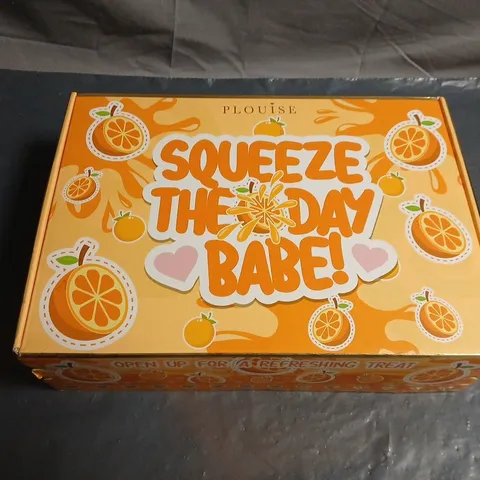 PLOUISE
SQUEEZE
THE DAY
BABE!
OPEN UP FOR A REFRESHING TREAT